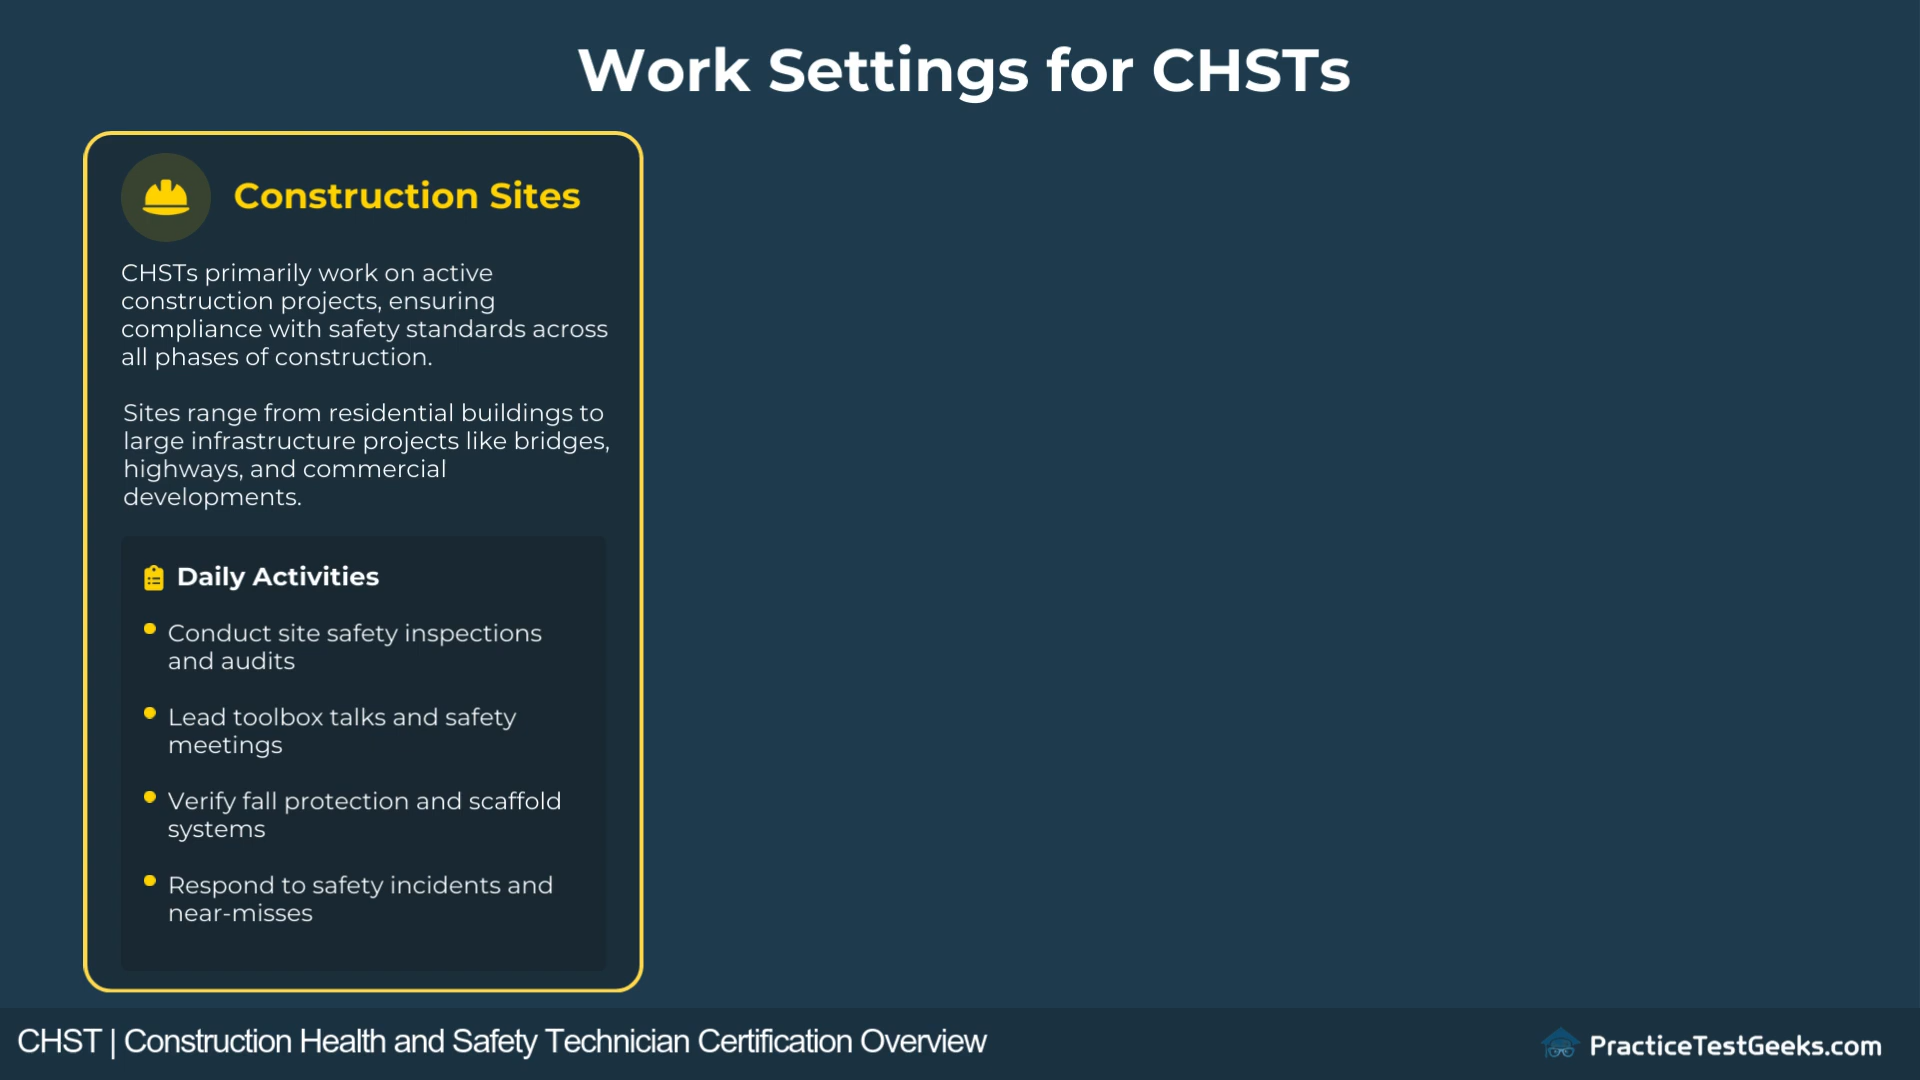 Work Settings for CHSTs
Construction Sites
CHSTs primarily work on active
construction projects, ensuring
compliance with safety standards across
all phases of construction.
Sites range from residential buildings to
large infrastructure projects like bridges,
highways, and commercial
developments.
Daily Activities
Conduct site safety inspections
and audits
Lead toolbox talks and safety
meetings
Verify fall protection and scaffold
systems
Respond to safety incidents and
near-misses
CHST | Construction Health and Safety Technician Certification Overview
PracticeTestGeeks.com